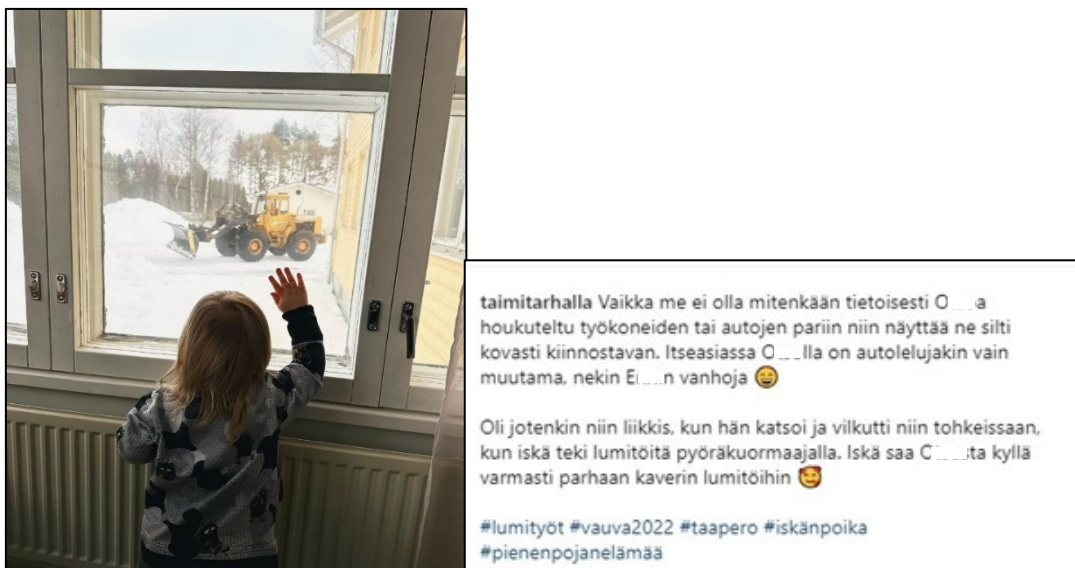 taimitarhalla Vaikka me ei olla mitenkään tietoisesti
houkuteltu työkoneiden tai autojen pariin niin näyttää ne silti
kovasti kiinnostavan. Itseasiassa on autolelujakin vain
muutama, nekin vanhoja 😄
Oli jotenkin niin liikkis, kun hän katsoi ja vilkutti niin tohkeissaan,
kun iskä teki lumitöitä pyöräkuormaajalla. Iskä saa kyllä
varmasti parhaan kaverin lumitöihin 🥰
#lumityöt #vauva2022 #taapero #iskänpoika
#pienenpojanelämää